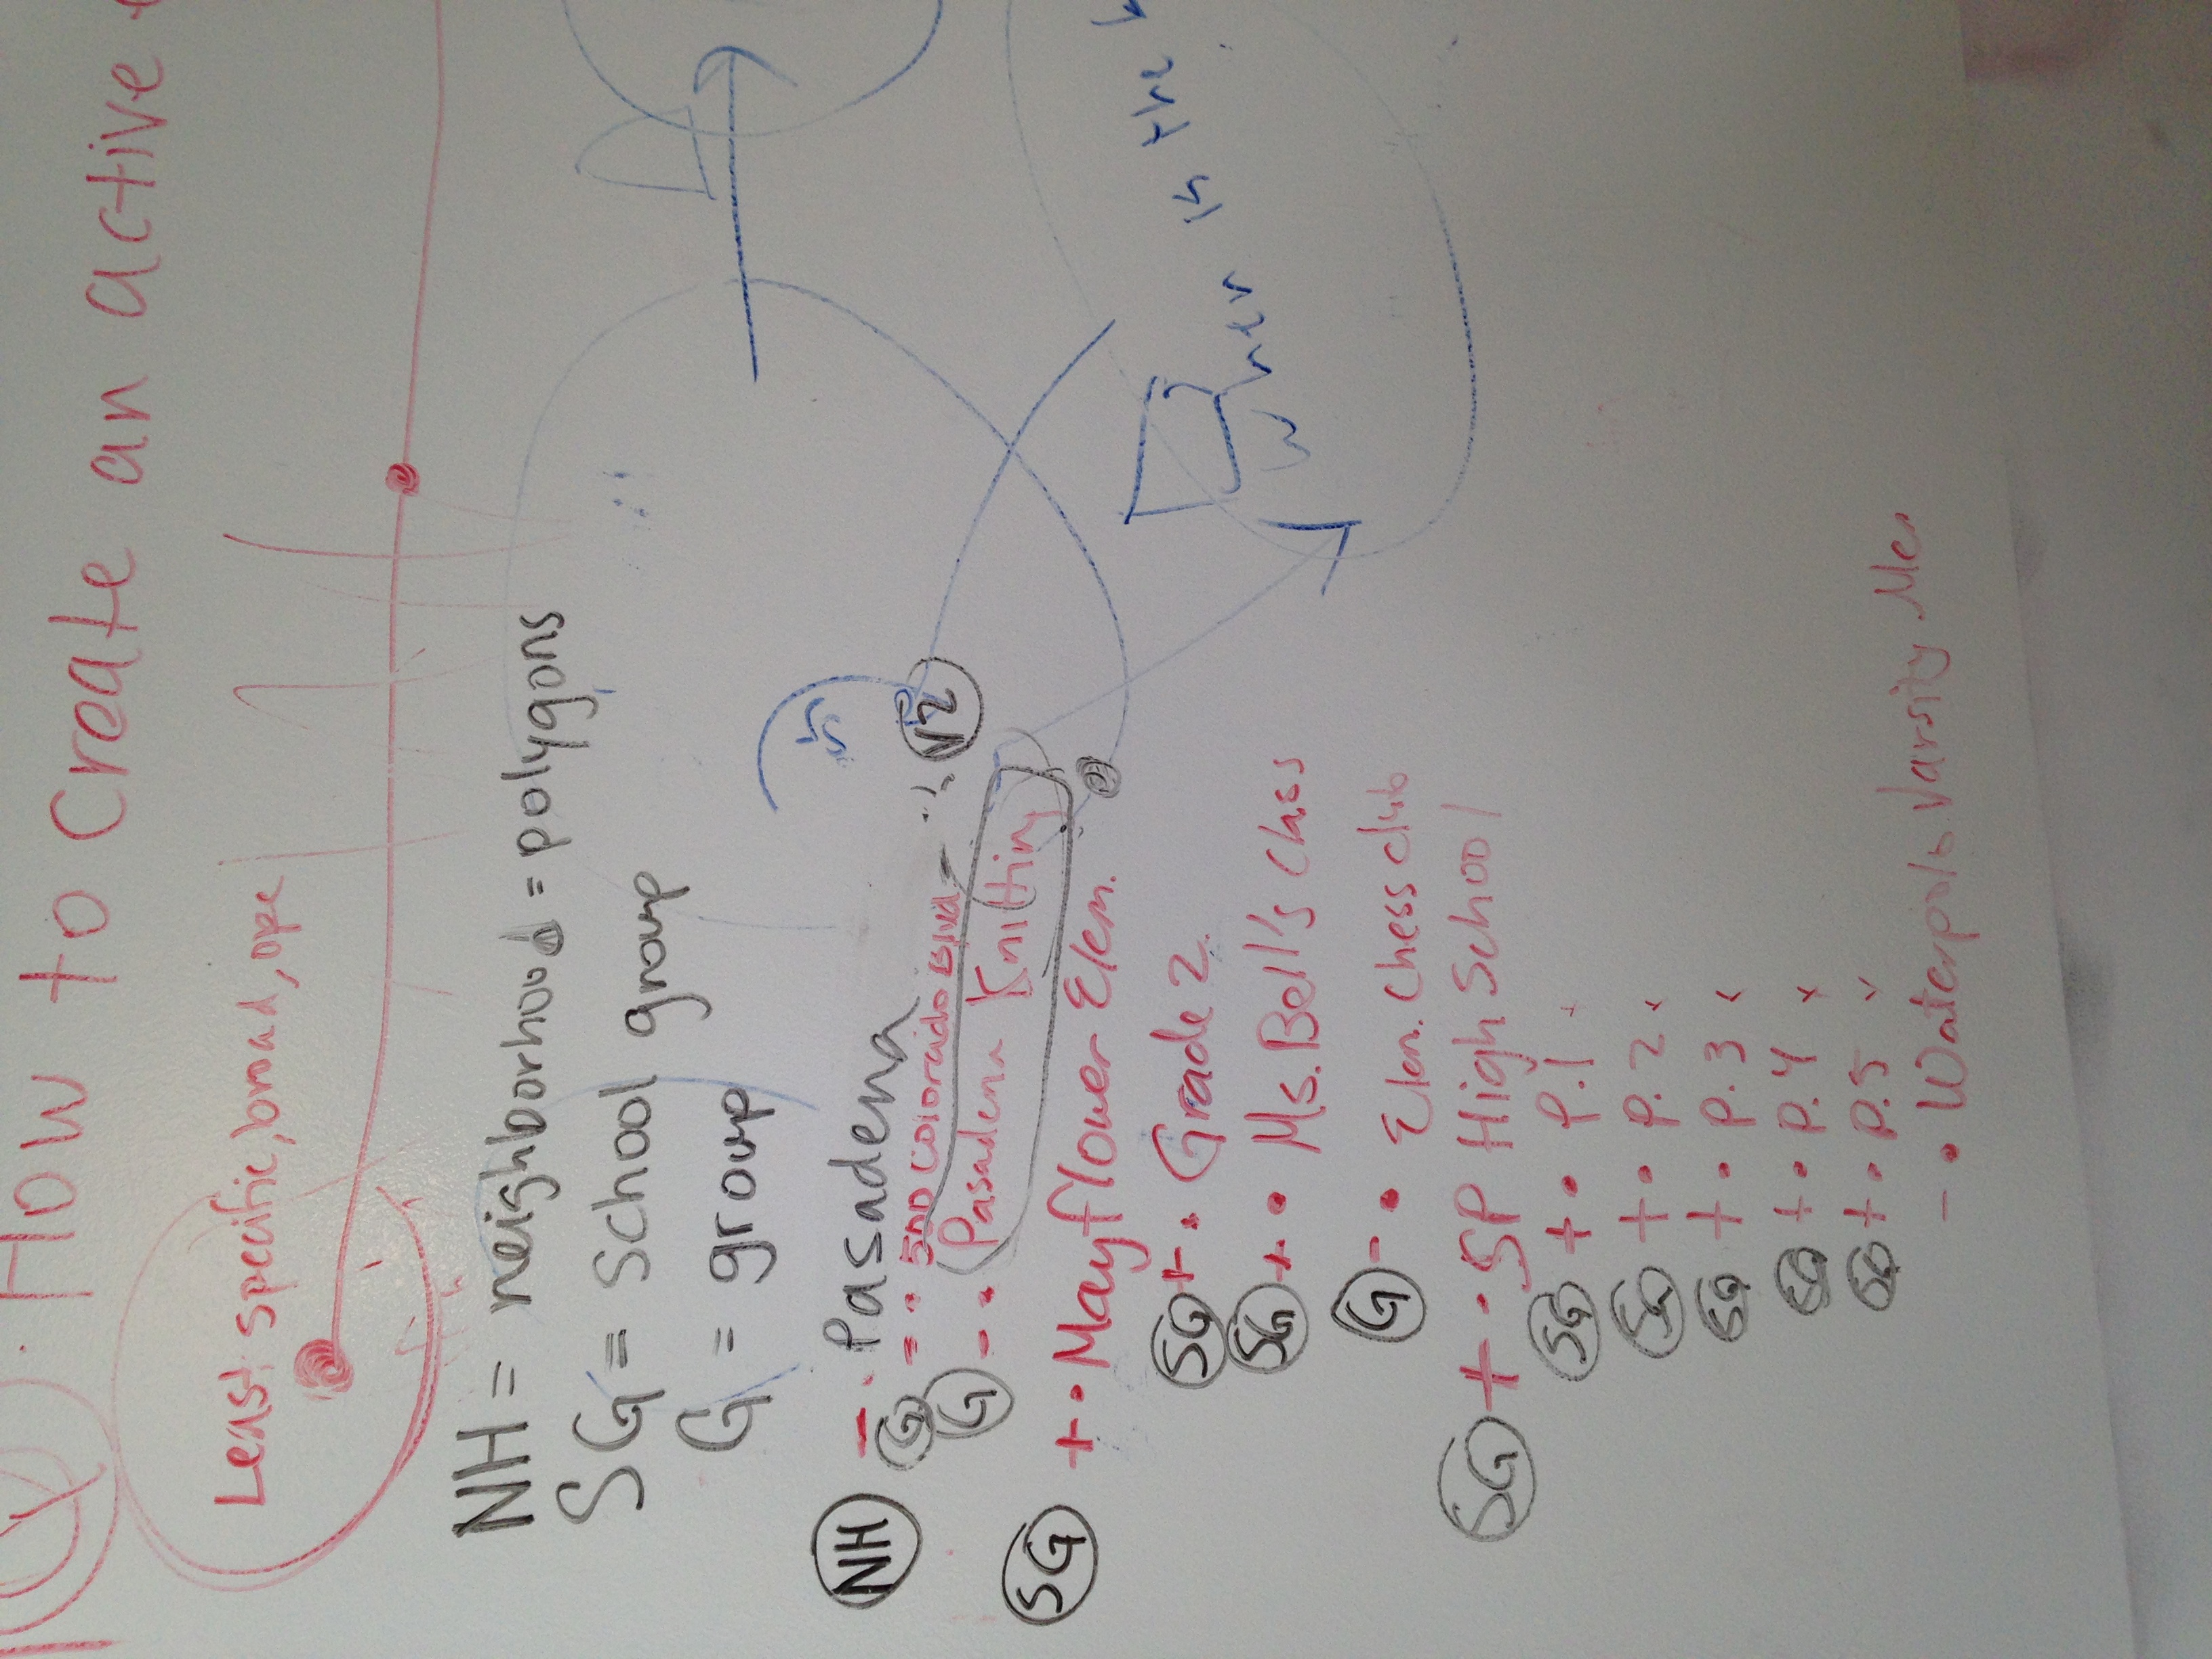 How to create an active
Least specific, broad, ope
NH = neighborhood = polygons
SG = school group
G = group
NH - • Pasadena
G - • 500 Colorado Blvd - V2
G - • Pasadena Knitting
SG + • Mayflower Elem.
SG + • Grade 2.
When is the
SG + • Ms. Bell's Class
G - • Elem. Chess club
SG + • SP High School
SG + • P.1
SG + • P.2
SG + • P.3
SG + • P.4
SG + • P.5
- • Waterpolo Varsity Men